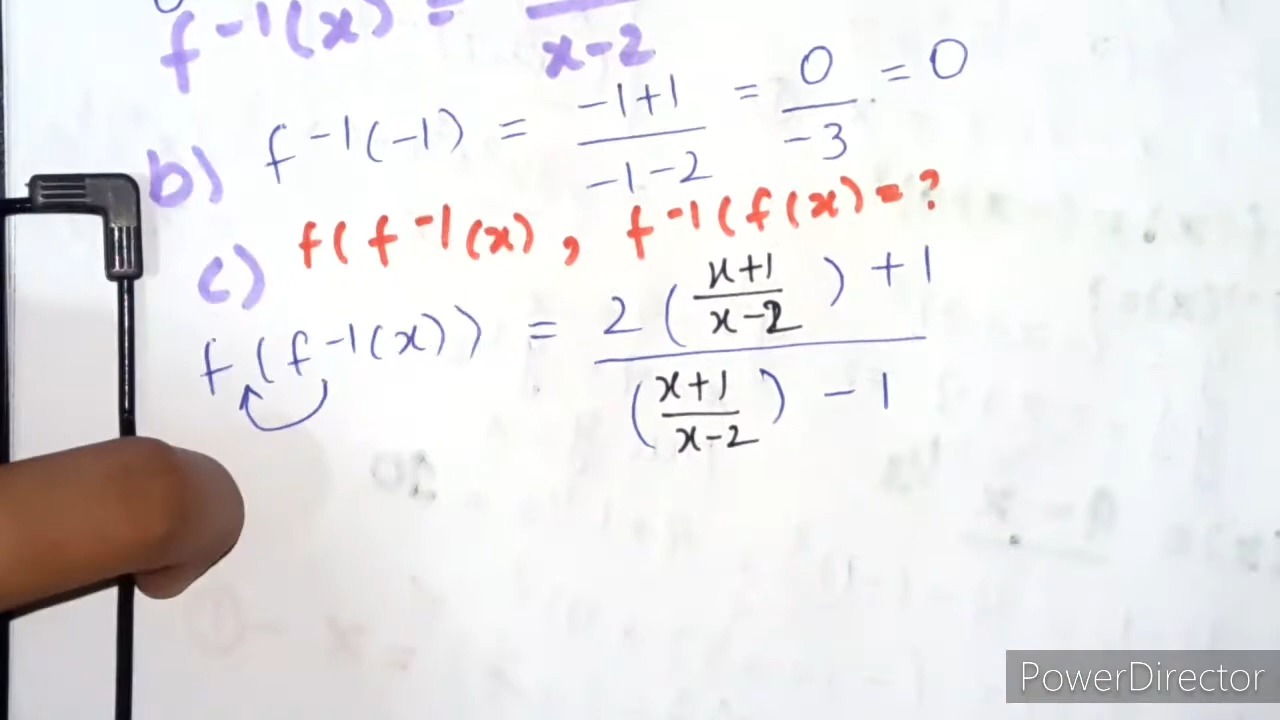 f^-1(x) = / x-2
b) f^-1(-1) = -1+1 / -1-2 = 0 / -3 = 0
c) f(f^-1(x), f^-1(f(x) = ?
f(f^-1(x)) = 2(x+1 / x-2) + 1 / (x+1 / x-2) - 1
PowerDirector